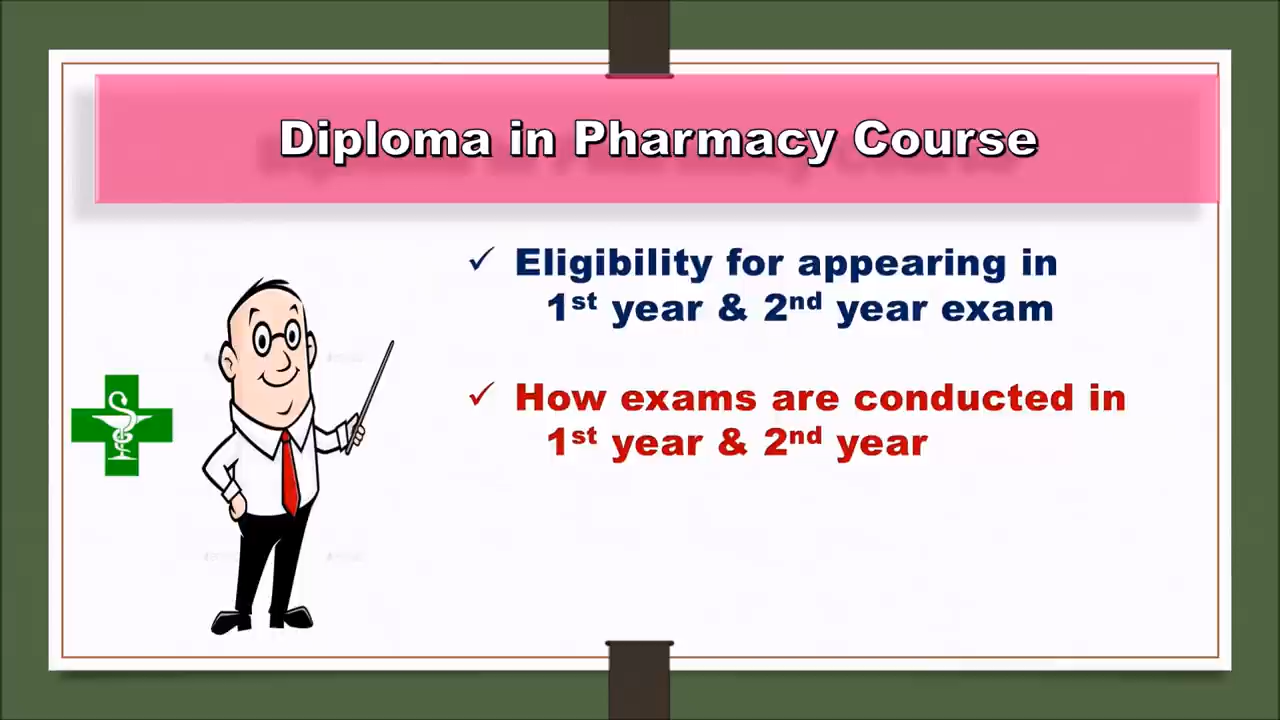 Diploma in Pharmacy Course
✓ Eligibility for appearing in
1st year & 2nd year exam
✓ How exams are conducted in
1st year & 2nd year